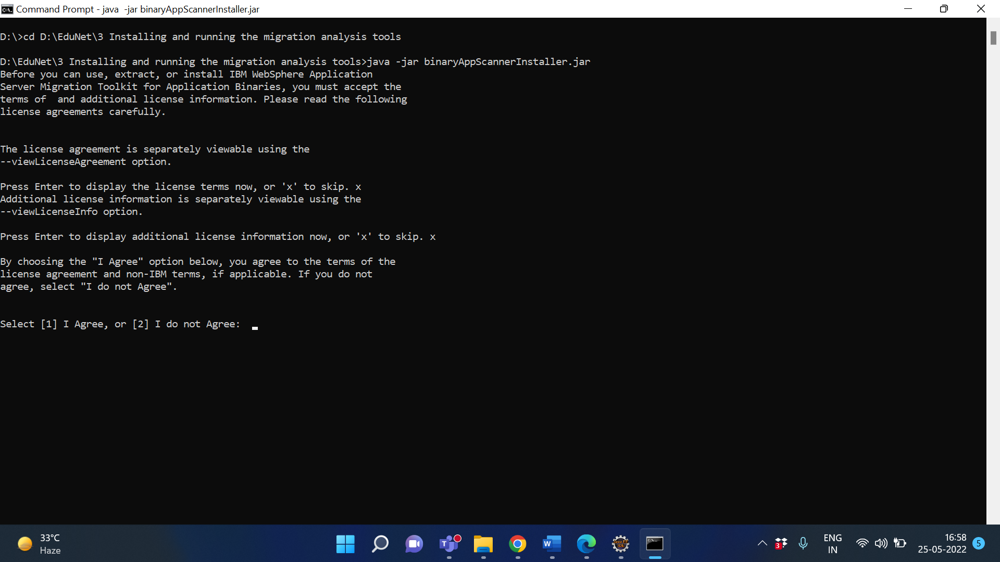 Command Prompt - java  -jar binaryAppScannerInstaller.jar
D:\>cd D:\EduNet\3 Installing and running the migration analysis tools
D:\EduNet\3 Installing and running the migration analysis tools>java -jar binaryAppScannerInstaller.jar
Before you can use, extract, or install IBM WebSphere Application
Server Migration Toolkit for Application Binaries, you must accept the
terms of  and additional license information. Please read the following
license agreements carefully.
The license agreement is separately viewable using the
--viewLicenseAgreement option.
Press Enter to display the license terms now, or 'x' to skip. x
Additional license information is separately viewable using the
--viewLicenseInfo option.
Press Enter to display additional license information now, or 'x' to skip. x
By choosing the "I Agree" option below, you agree to the terms of the
license agreement and non-IBM terms, if applicable. If you do not
agree, select "I do not Agree".
Select [1] I Agree, or [2] I do not Agree:
33°C
Haze
T
W
Java EE
IDE
3
ENG
IN
16:58
25-05-2022
5